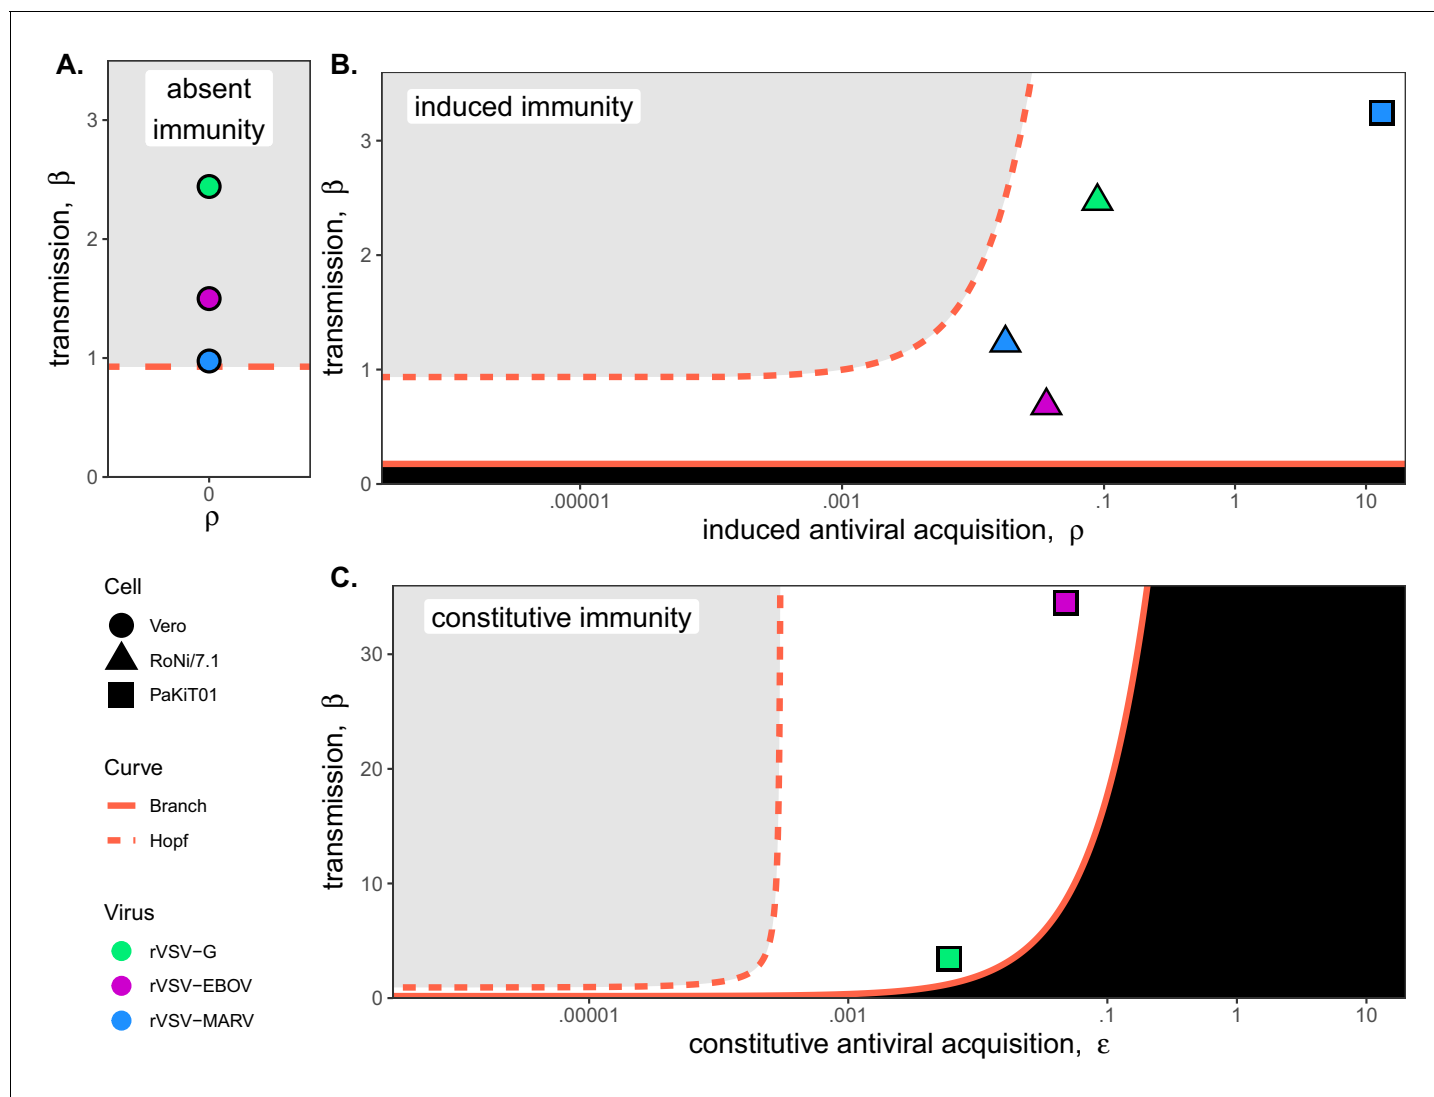 A.
absent
immunity
transmission, β
3
2
1
0
0
ρ
B.
induced immunity
transmission, β
3
2
1
0
.00001
.001
.1
1
10
induced antiviral acquisition, ρ
C.
constitutive immunity
transmission, β
30
20
10
0
.00001
.001
.1
1
10
constitutive antiviral acquisition, ε
Cell
Vero
RoNi/7.1
PaKiT01
Curve
Branch
Hopf
Virus
rVSV−G
rVSV−EBOV
rVSV−MARV